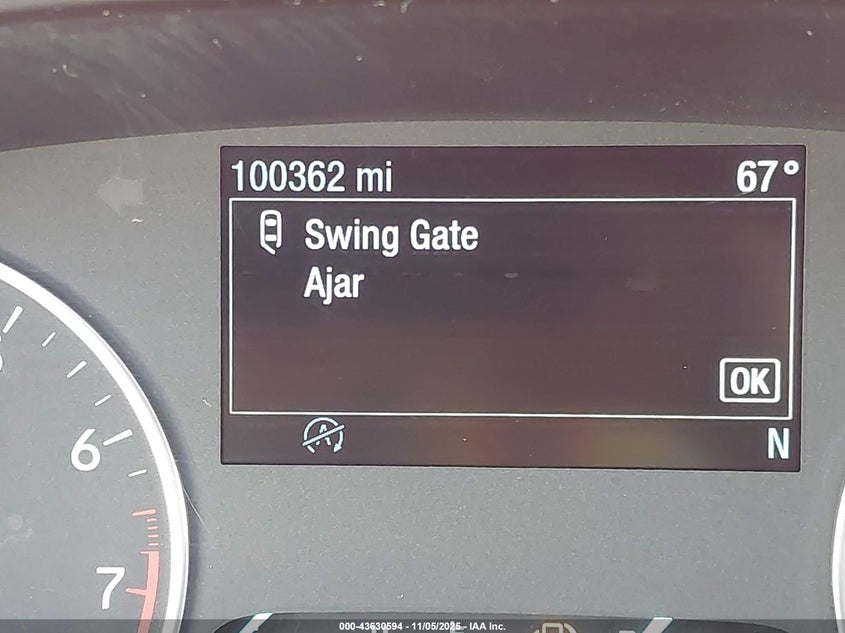 100362 mi 67°
Swing Gate
Ajar
OK
A N
6
7
000-43630594 - 11/05/2025 - IAA Inc.